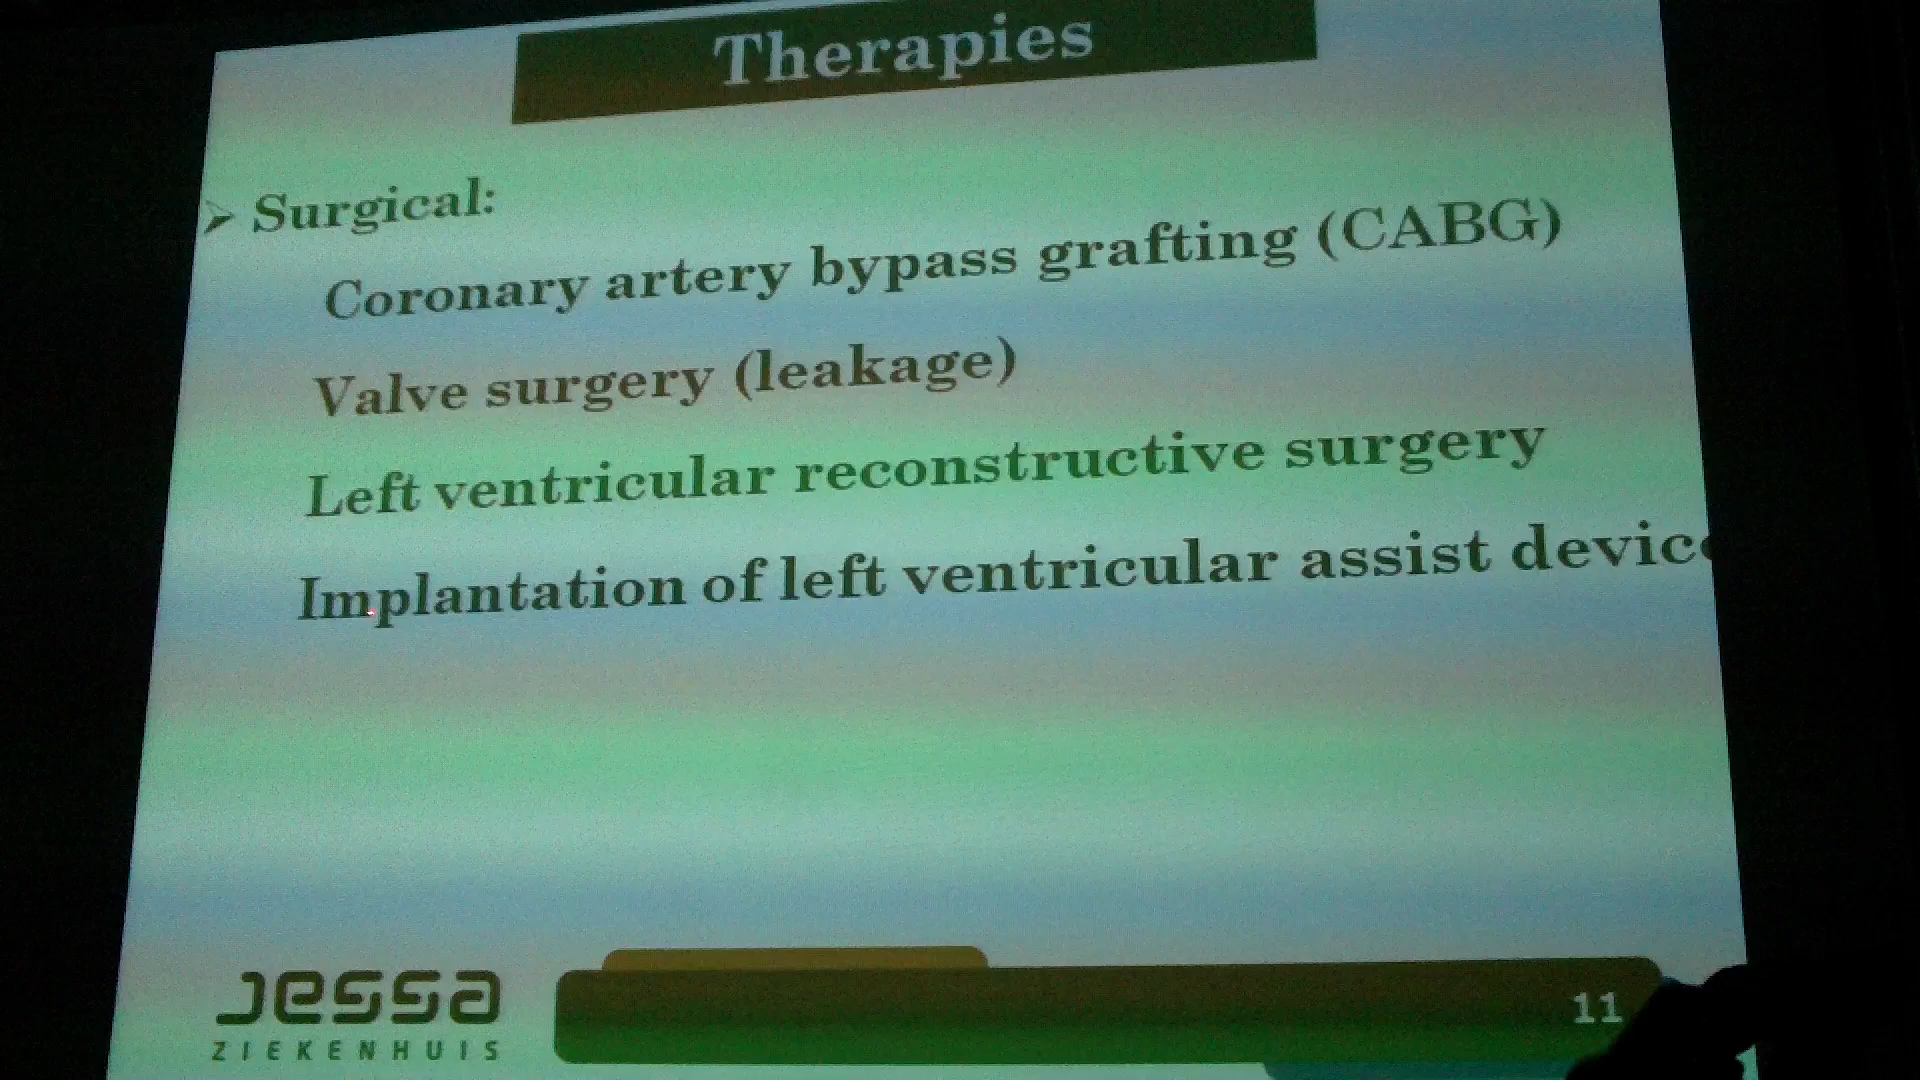 Therapies
➤ Surgical:
Coronary artery bypass grafting (CABG)
Valve surgery (leakage)
Left ventricular reconstructive surgery
Implantation of left ventricular assist device
Jessa
ZIEKENHUIS
11